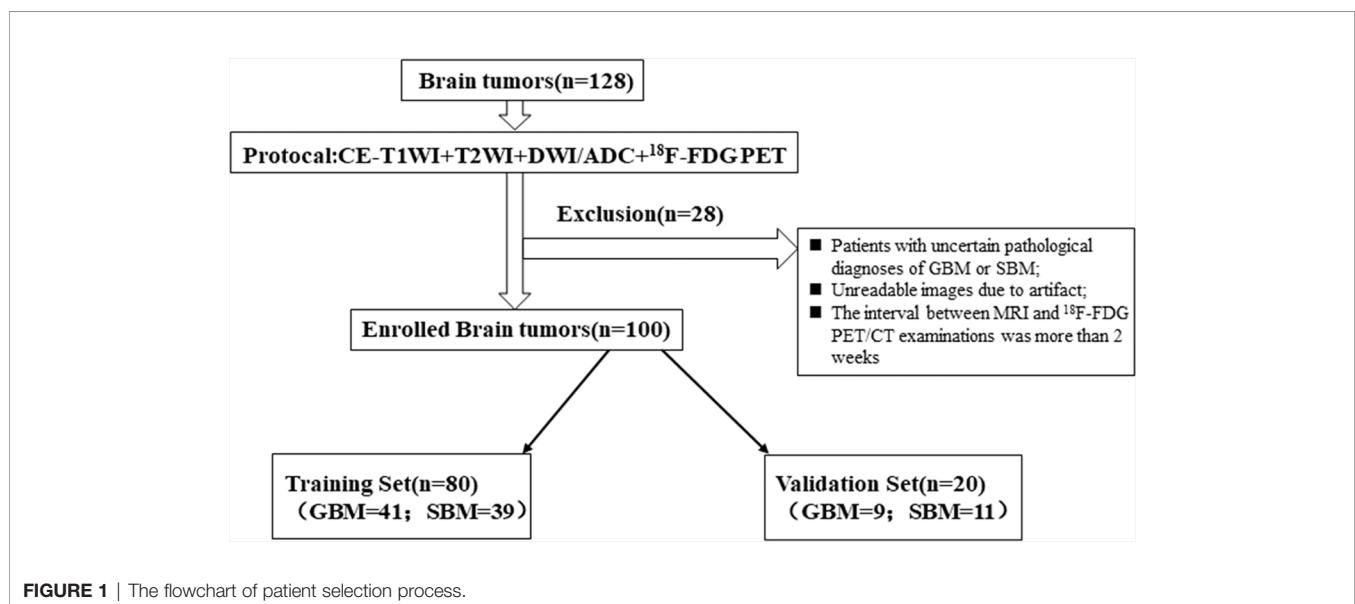 Brain tumors(n=128)
Protocal:CE-T1WI+T2WI+DWI/ADC+¹⁸F-FDG PET
Exclusion(n=28)
■ Patients with uncertain pathological
diagnoses of GBM or SBM;
■ Unreadable images due to artifact;
■ The interval between MRI and ¹⁸F-FDG
PET/CT examinations was more than 2
weeks
Enrolled Brain tumors(n=100)
Training Set(n=80)
（GBM=41；SBM=39）
Validation Set(n=20)
（GBM=9；SBM=11）
FIGURE 1 | The flowchart of patient selection process.